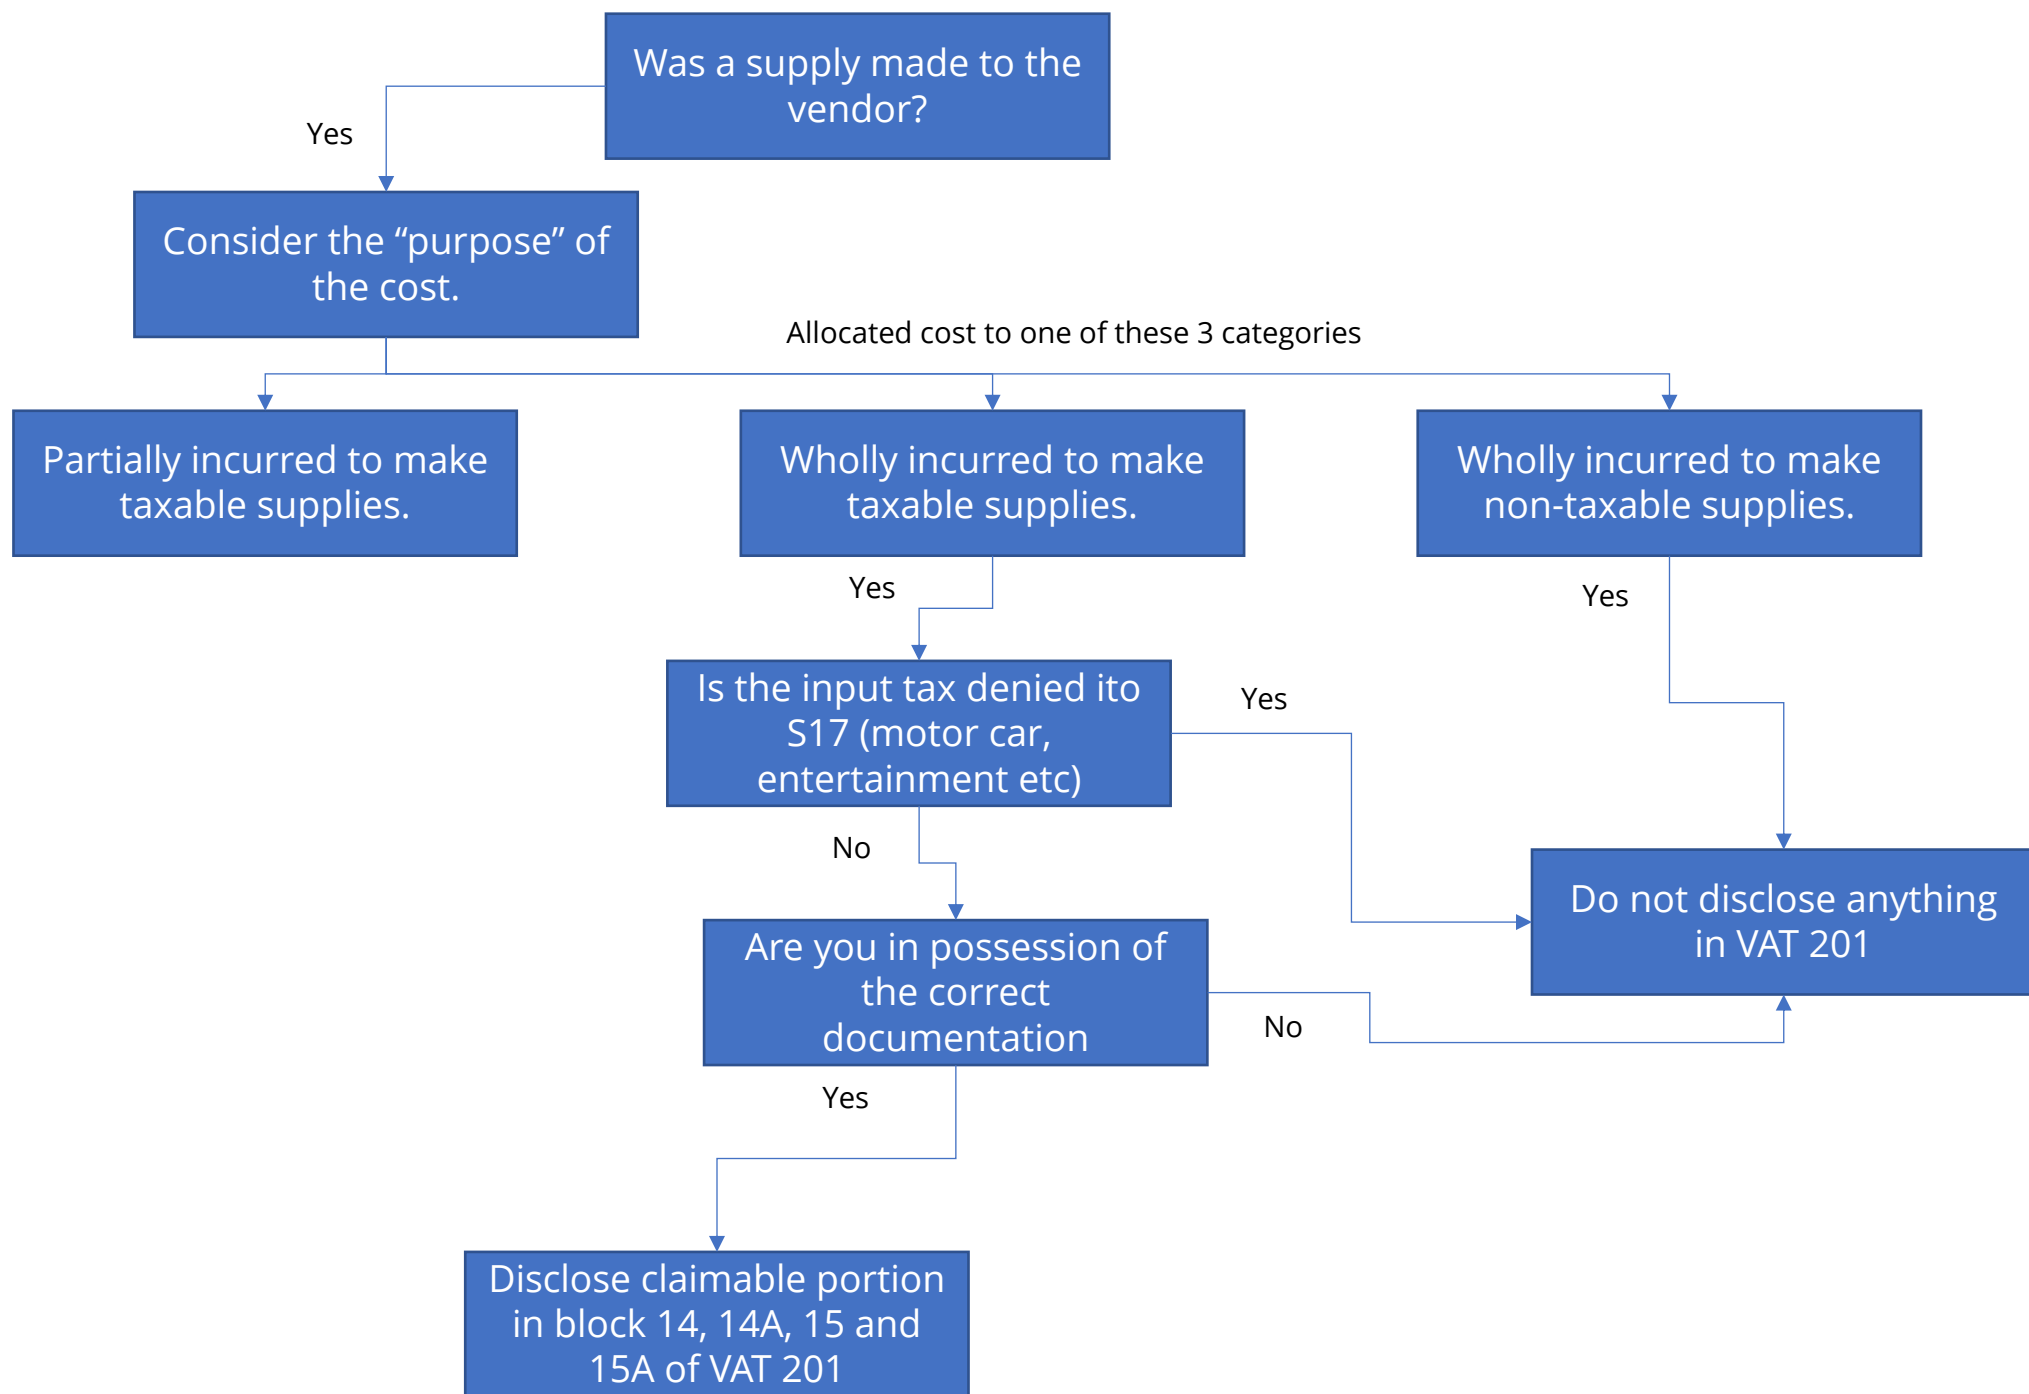 Was a supply made to the
vendor?
Yes
Consider the “purpose” of
the cost.
Allocated cost to one of these 3 categories
Partially incurred to make
taxable supplies.
Wholly incurred to make
taxable supplies.
Wholly incurred to make
non-taxable supplies.
Yes
Yes
Is the input tax denied ito
S17 (motor car,
entertainment etc)
Yes
No
Do not disclose anything
in VAT 201
Are you in possession of
the correct
documentation
No
Yes
Disclose claimable portion
in block 14, 14A, 15 and
15A of VAT 201